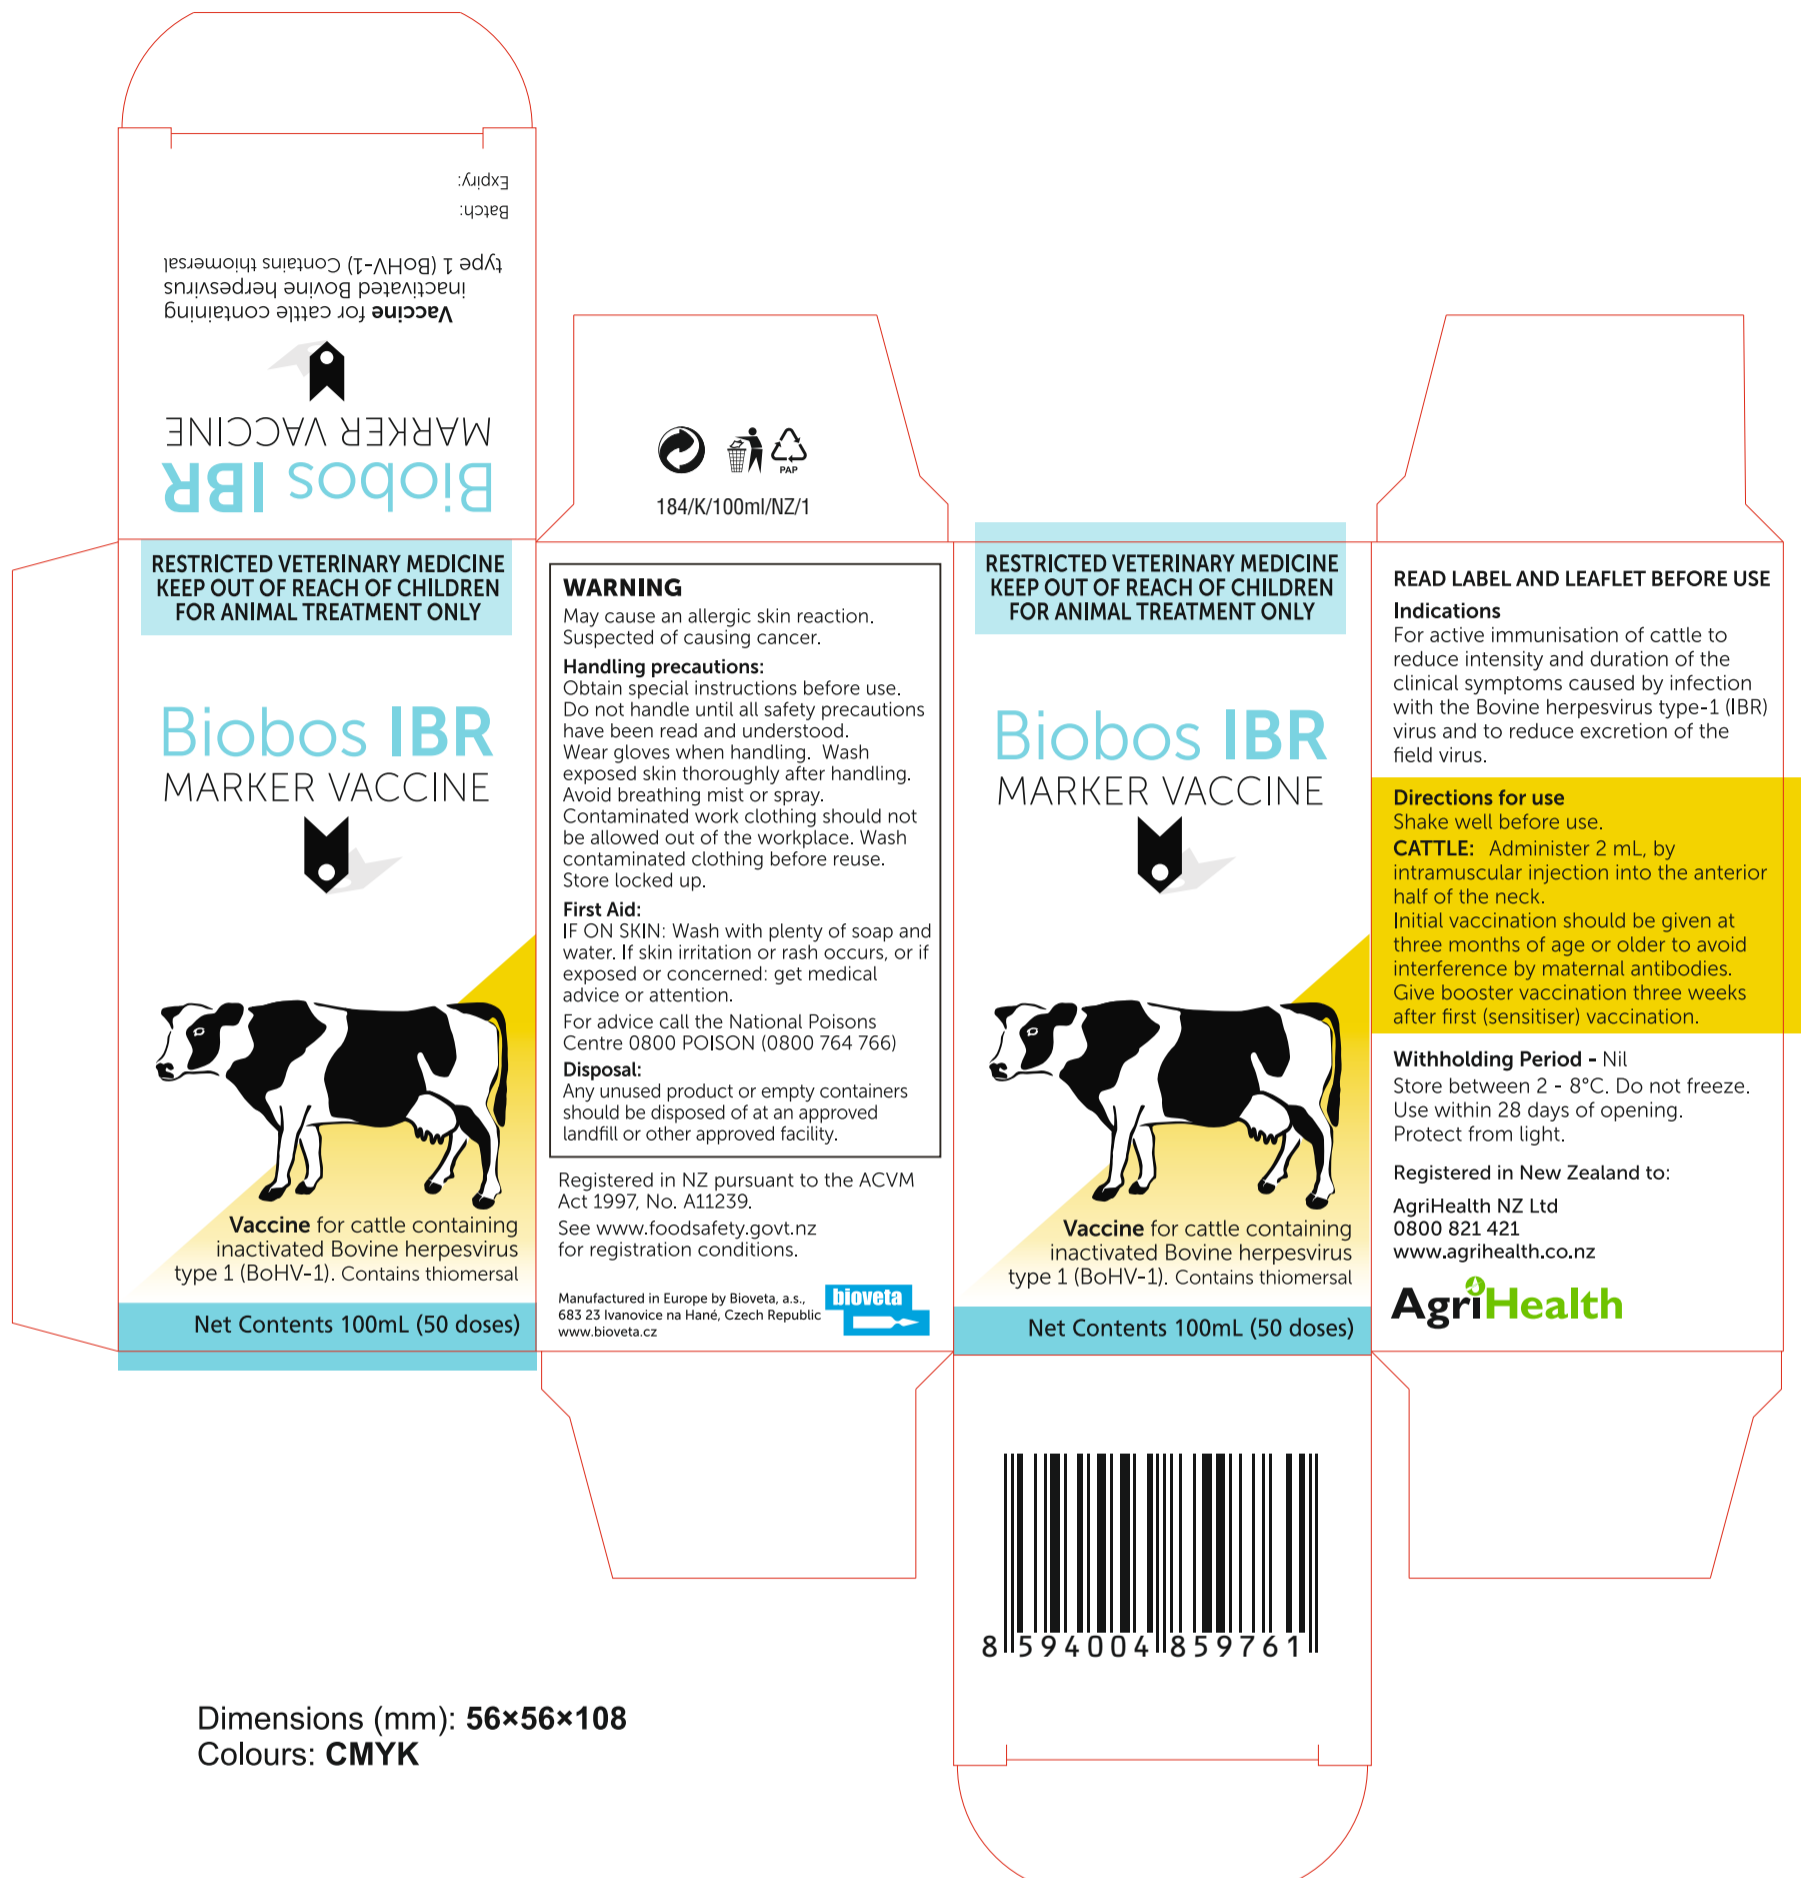 Biobos IBR
MARKER VACCINE
Vaccine for cattle containing
inactivated Bovine herpesvirus
type 1 (BoHV-1) Contains thiomersal
Batch:
Expiry:
RESTRICTED VETERINARY MEDICINE
KEEP OUT OF REACH OF CHILDREN
FOR ANIMAL TREATMENT ONLY
Biobos IBR
MARKER VACCINE
Vaccine for cattle containing
inactivated Bovine herpesvirus
type 1 (BoHV-1). Contains thiomersal
Net Contents 100mL (50 doses)
PAP
184/K/100ml/NZ/1
WARNING
May cause an allergic skin reaction.
Suspected of causing cancer.
Handling precautions:
Obtain special instructions before use.
Do not handle until all safety precautions
have been read and understood.
Wear gloves when handling. Wash
exposed skin thoroughly after handling.
Avoid breathing mist or spray.
Contaminated work clothing should not
be allowed out of the workplace. Wash
contaminated clothing before reuse.
Store locked up.
First Aid:
IF ON SKIN: Wash with plenty of soap and
water. If skin irritation or rash occurs, or if
exposed or concerned: get medical
advice or attention.
For advice call the National Poisons
Centre 0800 POISON (0800 764 766)
Disposal:
Any unused product or empty containers
should be disposed of at an approved
landfill or other approved facility.
Registered in NZ pursuant to the ACVM
Act 1997, No. A11239.
See www.foodsafety.govt.nz
for registration conditions.
Manufactured in Europe by Bioveta, a.s.,
683 23 Ivanovice na Hané, Czech Republic
www.bioveta.cz
bioveta
RESTRICTED VETERINARY MEDICINE
KEEP OUT OF REACH OF CHILDREN
FOR ANIMAL TREATMENT ONLY
Biobos IBR
MARKER VACCINE
Vaccine for cattle containing
inactivated Bovine herpesvirus
type 1 (BoHV-1). Contains thiomersal
Net Contents 100mL (50 doses)
8 594004 859761
READ LABEL AND LEAFLET BEFORE USE
Indications
For active immunisation of cattle to
reduce intensity and duration of the
clinical symptoms caused by infection
with the Bovine herpesvirus type-1 (IBR)
virus and to reduce excretion of the
field virus.
Directions for use
Shake well before use.
CATTLE: Administer 2 mL, by
intramuscular injection into the anterior
half of the neck.
Initial vaccination should be given at
three months of age or older to avoid
interference by maternal antibodies.
Give booster vaccination three weeks
after first (sensitiser) vaccination.
Withholding Period - Nil
Store between 2 - 8°C. Do not freeze.
Use within 28 days of opening.
Protect from light.
Registered in New Zealand to:
AgriHealth NZ Ltd
0800 821 421
www.agrihealth.co.nz
AgriHealth
Dimensions (mm): 56×56×108
Colours: CMYK